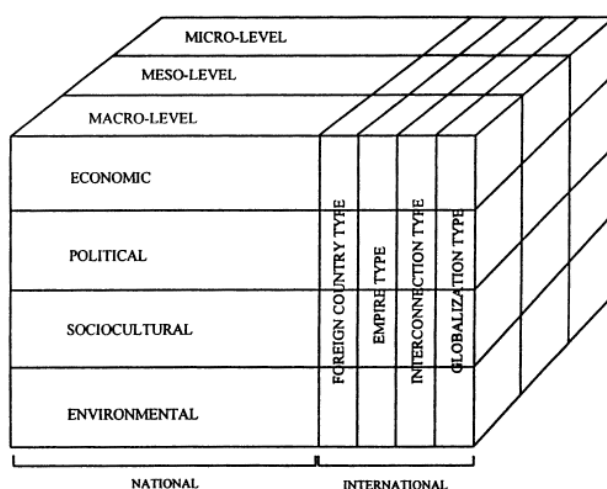 MICRO-LEVEL
MESO-LEVEL
MACRO-LEVEL
ECONOMIC
POLITICAL
SOCIOCULTURAL
ENVIRONMENTAL
FOREIGN COUNTRY TYPE
EMPIRE TYPE
INTERCONNECTION TYPE
GLOBALIZATION TYPE
NATIONAL
INTERNATIONAL